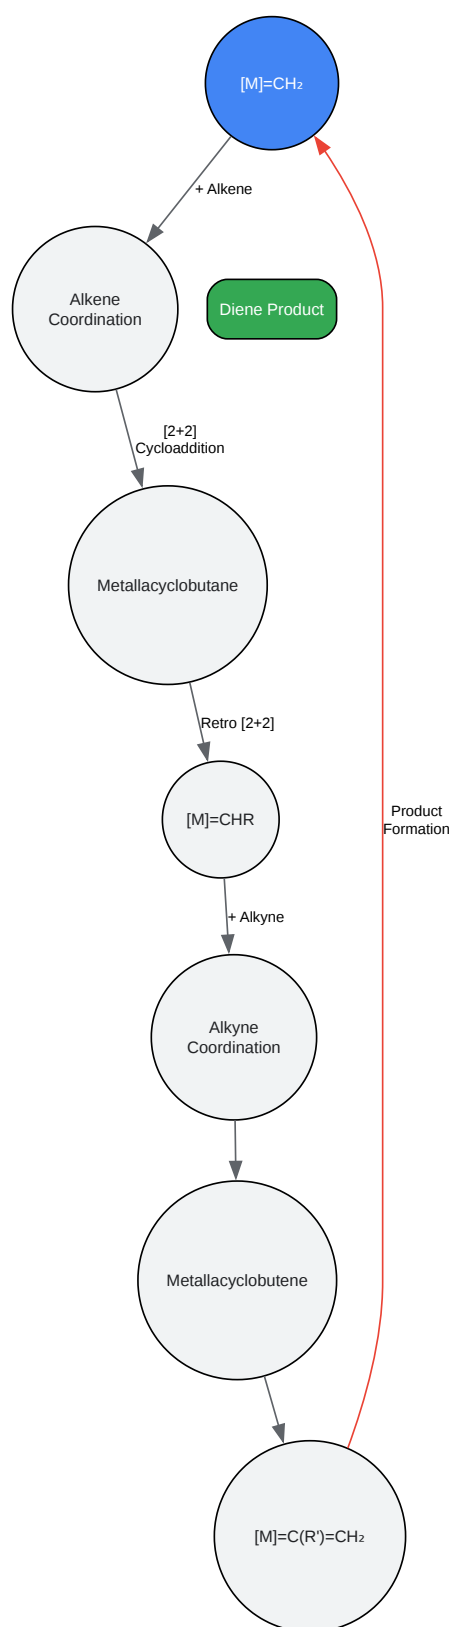 [M]=CH₂
+ Alkene
Alkene
Coordination
Diene Product
[2+2]
Cycloaddition
Metallacyclobutane
Retro [2+2]
[M]=CHR
Product
Formation
+ Alkyne
Alkyne
Coordination
Metallacyclobutene
[M]=C(R')=CH₂